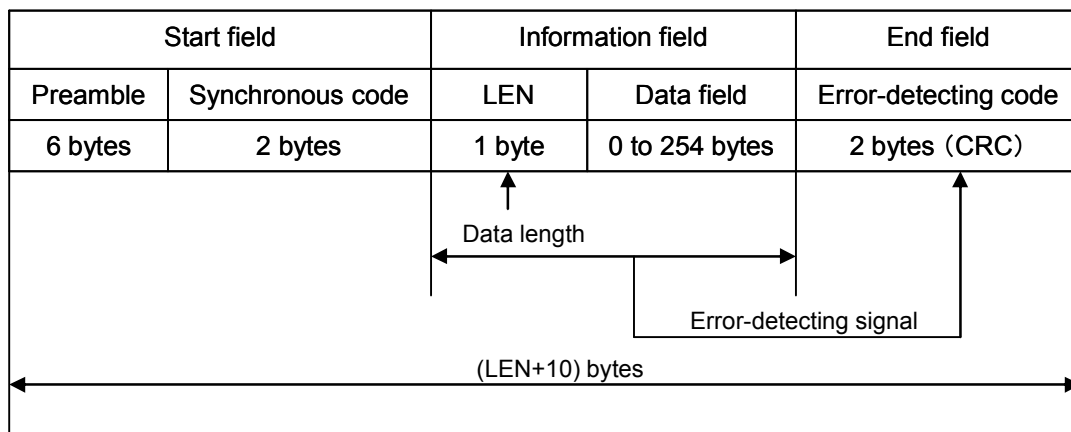 Start field Information field End field
Preamble Synchronous code LEN Data field Error-detecting code
6 bytes 2 bytes 1 byte 0 to 254 bytes 2 bytes (CRC)
Data length
Error-detecting signal
(LEN+10) bytes